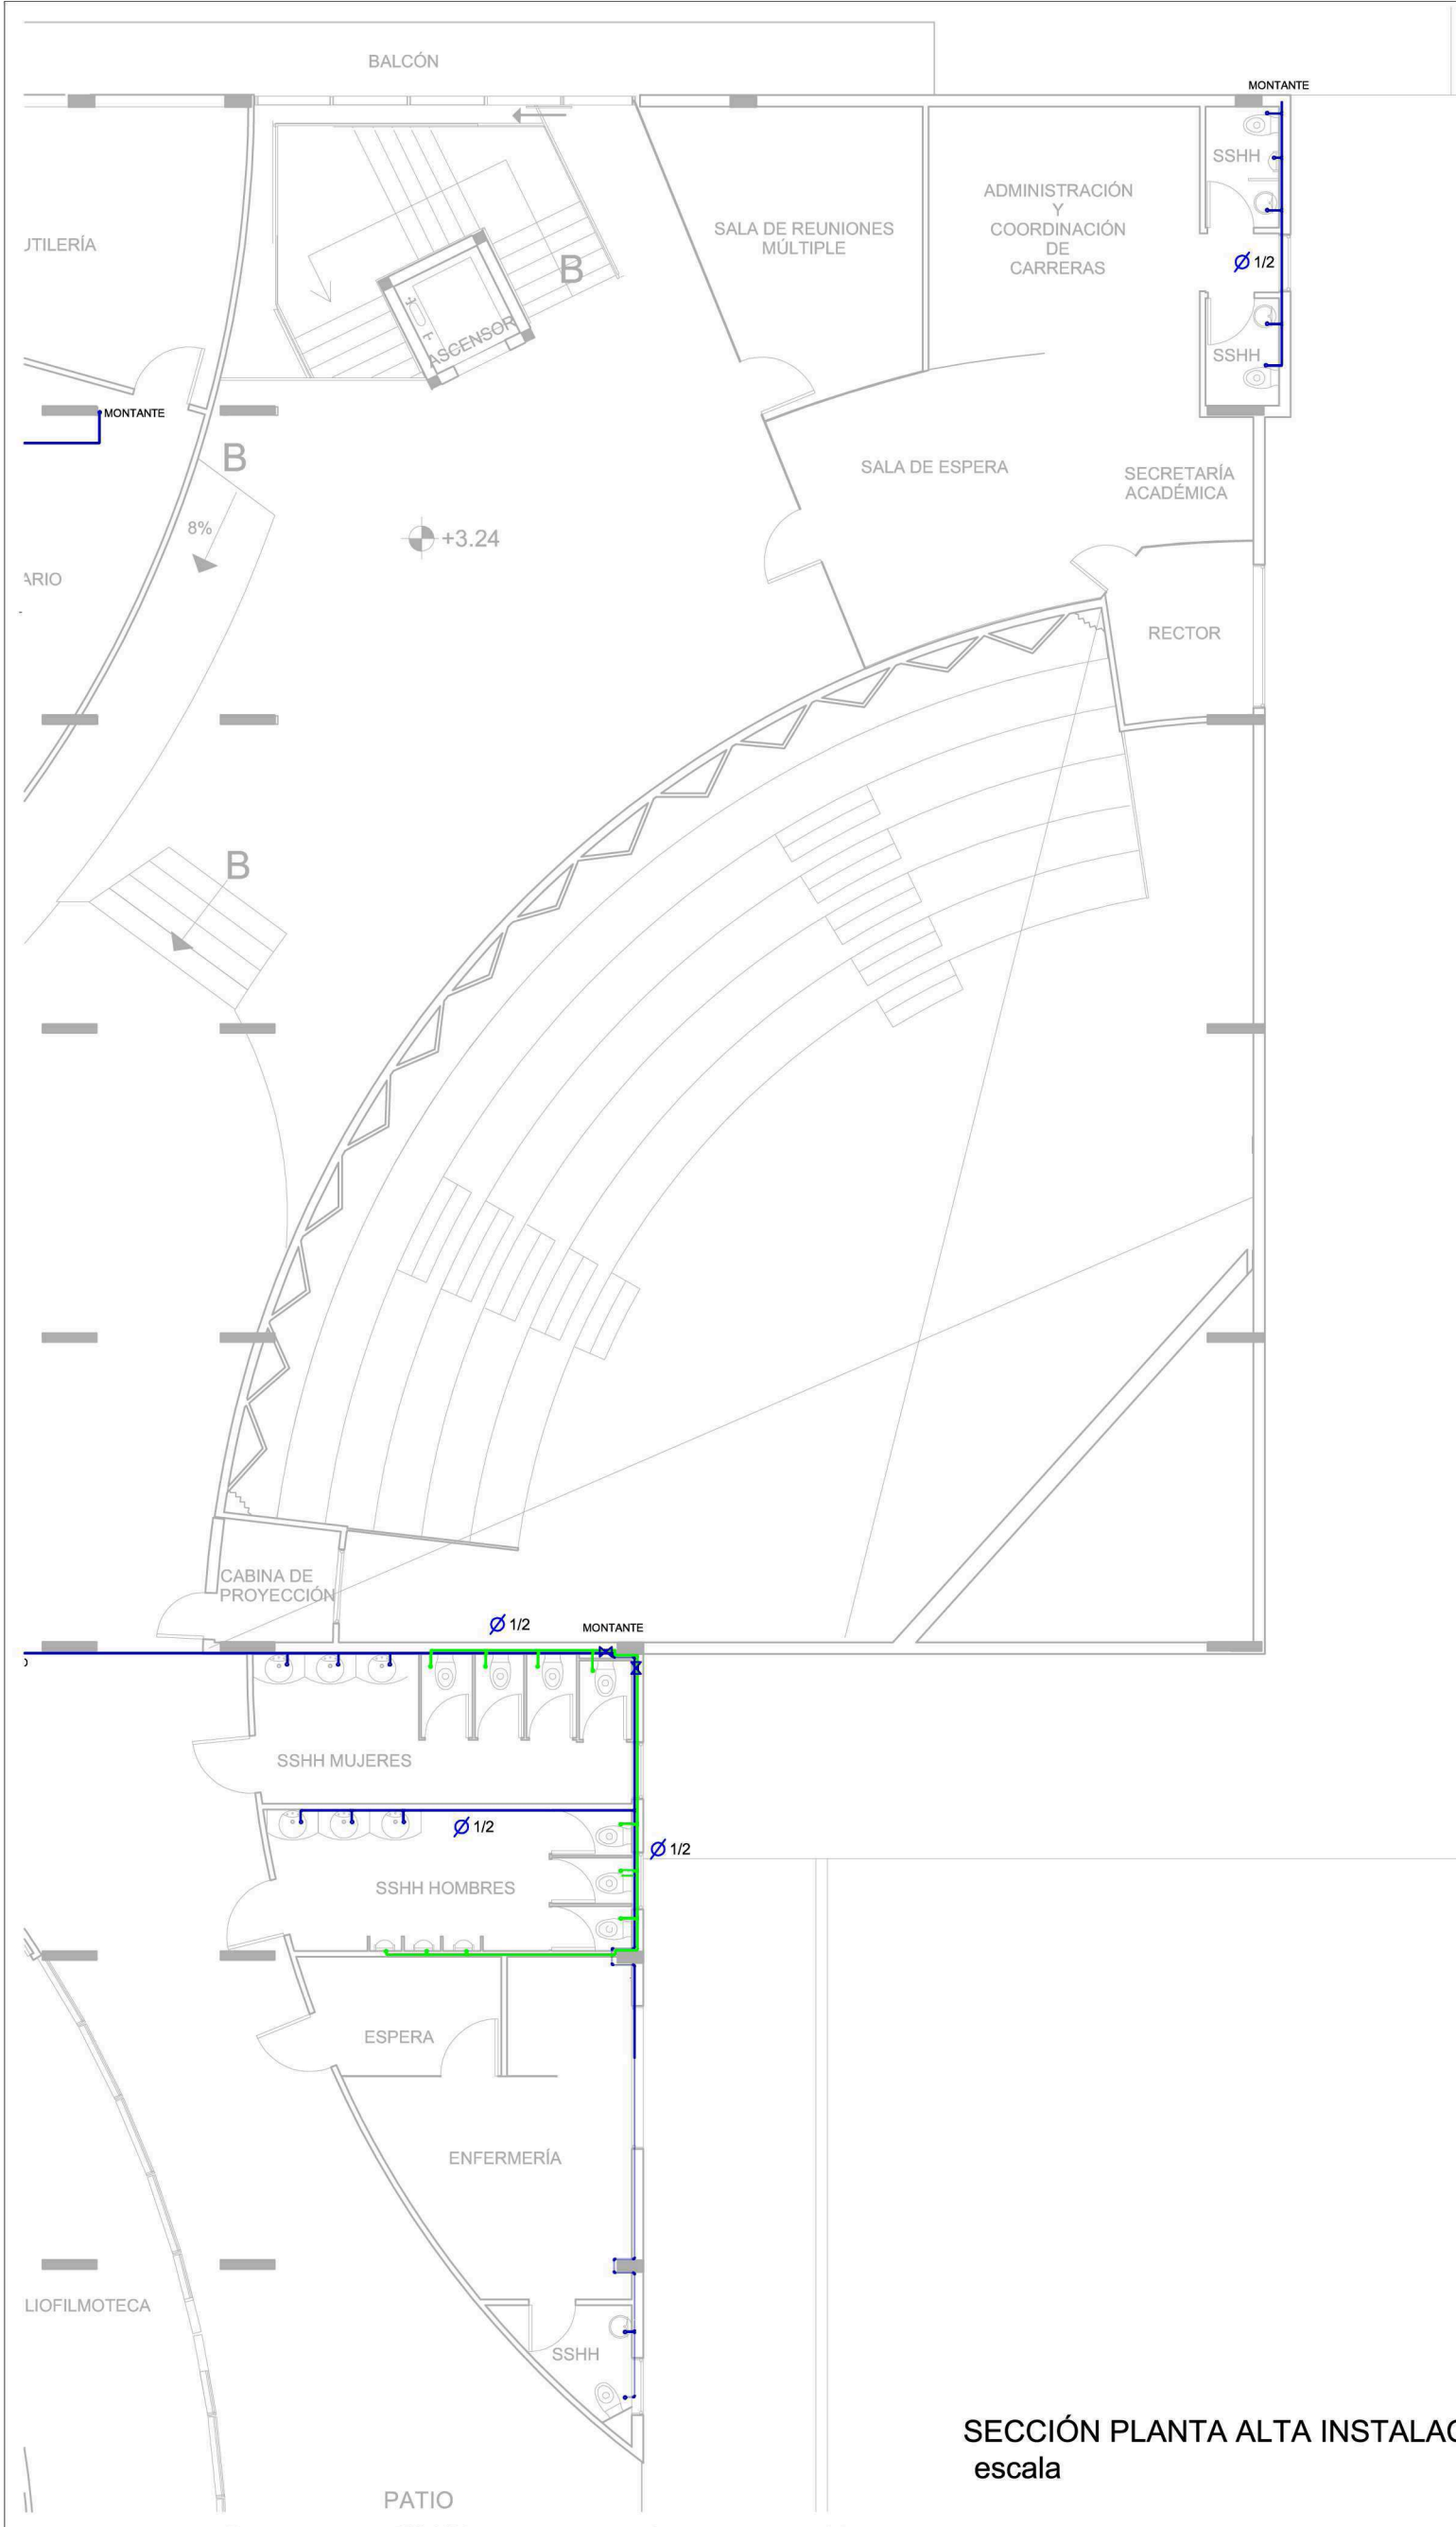 BALCÓN
MONTANTE
SSHH
ADMINISTRACIÓN
Y
COORDINACIÓN
DE
CARRERAS
SALA DE REUNIONES
MÚLTIPLE
JTILERÍA
B
Ø 1/2
ASCENSOR
SSHH
MONTANTE
B
SALA DE ESPERA
SECRETARÍA
ACADÉMICA
8%
+3.24
ARIO
RECTOR
B
CABINA DE
PROYECCIÓN
Ø 1/2
MONTANTE
SSHH MUJERES
Ø 1/2
Ø 1/2
SSHH HOMBRES
ESPERA
ENFERMERÍA
LIOFILMOTECA
SSHH
SECCIÓN PLANTA ALTA INSTALAC
escala
PATIO